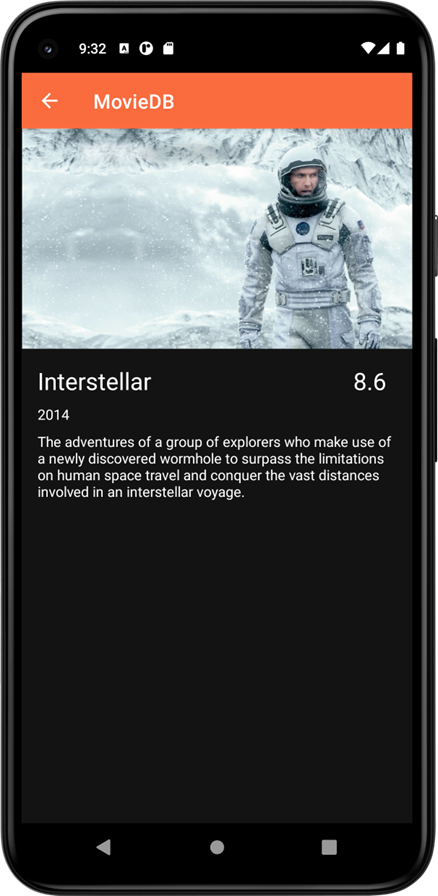 9:32
MovieDB
Interstellar 8.6
2014
The adventures of a group of explorers who make use of
a newly discovered wormhole to surpass the limitations
on human space travel and conquer the vast distances
involved in an interstellar voyage.